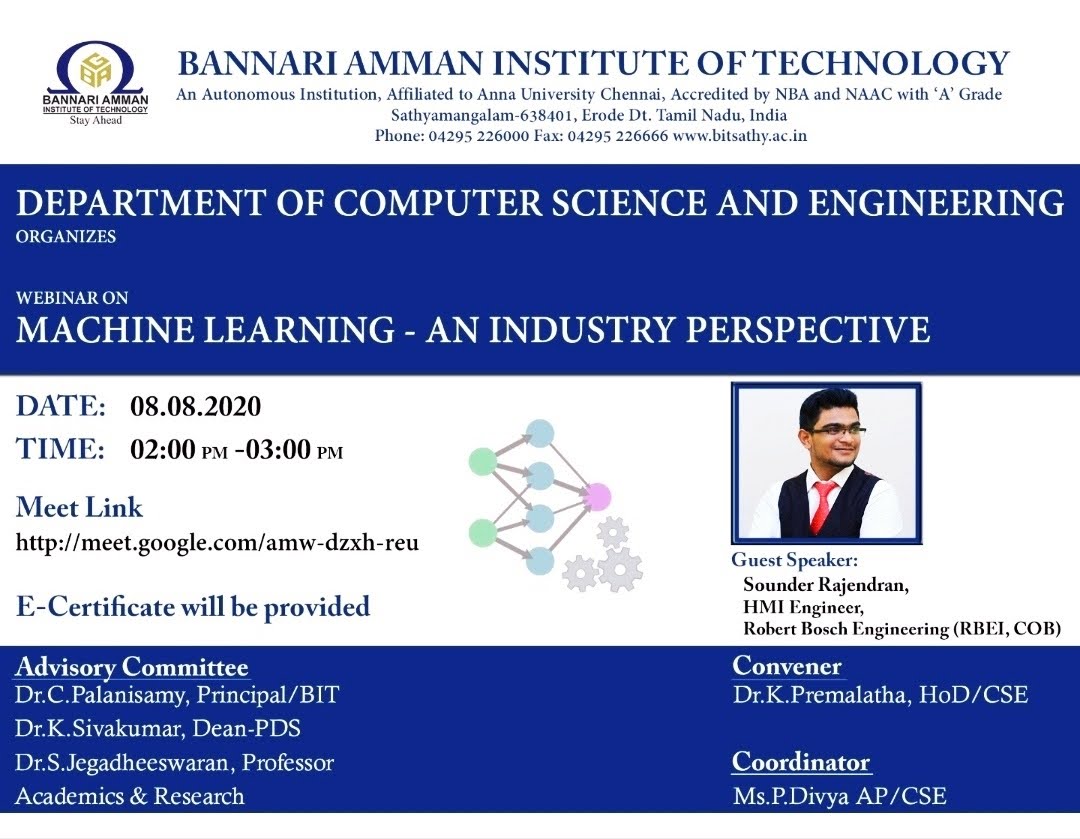 BANNARI AMMAN
INSTITUTE OF TECHNOLOGY
Stay Ahead
BANNARI AMMAN INSTITUTE OF TECHNOLOGY
An Autonomous Institution, Affiliated to Anna University Chennai, Accredited by NBA and NAAC with ‘A’ Grade
Sathyamangalam-638401, Erode Dt. Tamil Nadu, India
Phone: 04295 226000 Fax: 04295 226666 www.bitsathy.ac.in
DEPARTMENT OF COMPUTER SCIENCE AND ENGINEERING
ORGANIZES
WEBINAR ON
MACHINE LEARNING - AN INDUSTRY PERSPECTIVE
DATE: 08.08.2020
TIME: 02:00 PM -03:00 PM
Meet Link
http://meet.google.com/amw-dzxh-reu
E-Certificate will be provided
Guest Speaker:
Sounder Rajendran,
HMI Engineer,
Robert Bosch Engineering (RBEI, COB)
Advisory Committee
Dr.C.Palanisamy, Principal/BIT
Dr.K.Sivakumar, Dean-PDS
Dr.S.Jegadheeswaran, Professor
Academics & Research
Convener
Dr.K.Premalatha, HoD/CSE
Coordinator
Ms.P.Divya AP/CSE